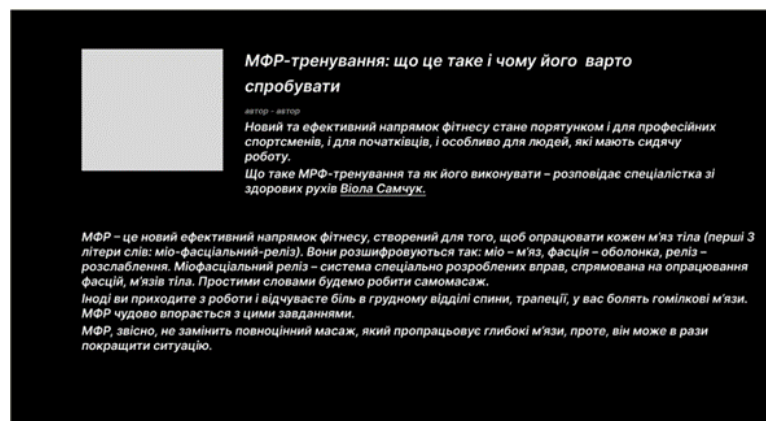 МФР-тренування: що це таке і чому його варто
спробувати
автор - автор
Новий та ефективний напрямок фітнесу стане порятунком і для професійних
спортсменів, і для початківців, і особливо для людей, які мають сидячу
роботу.
Що таке МРФ-тренування та як його виконувати – розповідає спеціалістка зі
здорових рухів Віола Самчук.
МФР – це новий ефективний напрямок фітнесу, створений для того, щоб опрацювати кожен м'яз тіла (перші 3
літери слів: міо-фасціальний-реліз). Вони розшифровуються так: міо – м'яз, фасція – оболонка, реліз –
розслаблення. Міофасціальний реліз – система спеціально розроблених вправ, спрямована на опрацювання
фасцій, м'язів тіла. Простими словами будемо робити самомасаж.
Іноді ви приходите з роботи і відчуваєте біль в грудному відділі спини, трапеції, у вас болять гомілкові м'язи.
МФР чудово впорається з цими завданнями.
МФР, звісно, не замінить повноцінний масаж, який пропрацьовує глибокі м'язи, проте, він може в рази
покращити ситуацію.